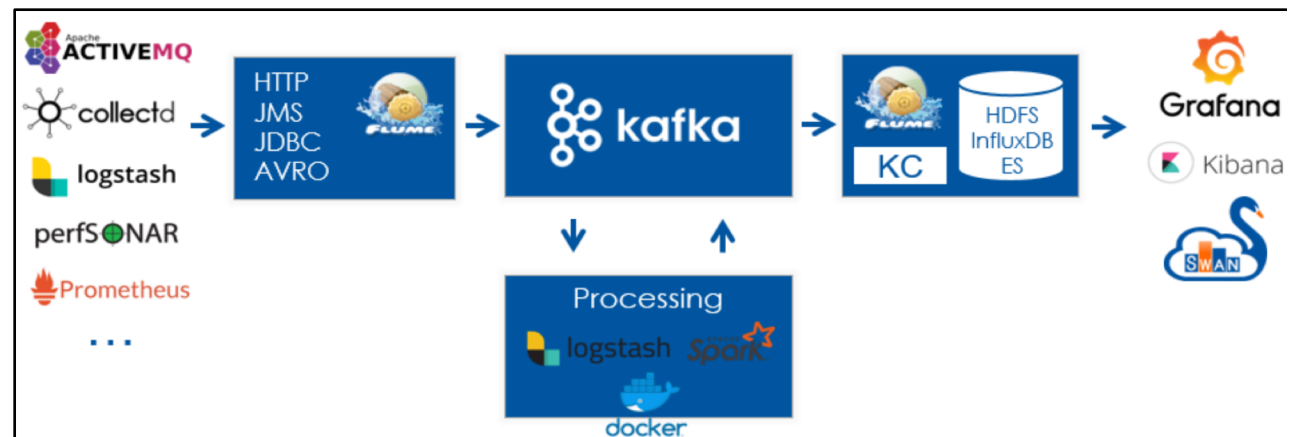 Apache
ACTIVEMQ
collectd
logstash
perfSONAR
Prometheus
...
HTTP
JMS
JDBC
AVRO
FLUME
kafka
Processing
logstash
APACHE
Spark
docker
FLUME
KC
HDFS
InfluxDB
ES
Grafana
Kibana
SWAN